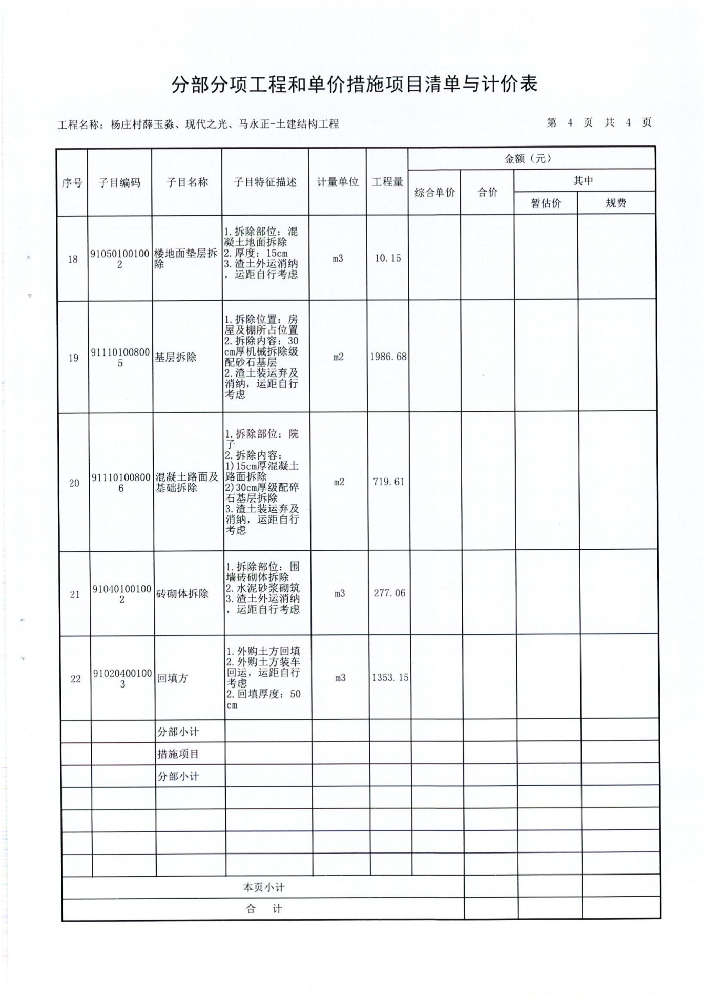 分部分项工程和单价措施项目清单与计价表
工程名称：杨庄村薛玉淼、现代之光、马永正-土建结构工程
第 4 页 共 4 页
序号 子目编码 子目名称 子目特征描述 计量单位 工程量 金额（元）
综合单价 合价 其中
暂估价 规费
18
91050100100
2
楼地面垫层拆
除
1.拆除部位：混
凝土地面拆除
2.厚度：15cm
3.渣土外运消纳
，运距自行考虑
m3
10.15
19
91110100800
5
基层拆除
1.拆除位置：房
屋及棚所占位置
2.拆除内容：30
cm厚机械拆除级
配砂石基层
2.渣土装运弃及
消纳，运距自行
考虑
m2
1986.68
20
91110100800
6
混凝土路面及
基础拆除
1.拆除部位：院
子
2.拆除内容：
1)15cm厚混凝土
路面拆除
2)30cm厚级配碎
石基层拆除
3.渣土装运弃及
消纳，运距自行
考虑
m2
719.61
21
91040100100
2
砖砌体拆除
1.拆除部位：围
墙砖砌体拆除
2.水泥砂浆砌筑
3.渣土外运消纳
，运距自行考虑
m3
277.06
22
91020400100
3
回填方
1.外购土方回填
2.外购土方装车
回运，运距自行
考虑
2.回填厚度：50
cm
m3
1353.15
分部小计
措施项目
分部小计
本页小计
合 计